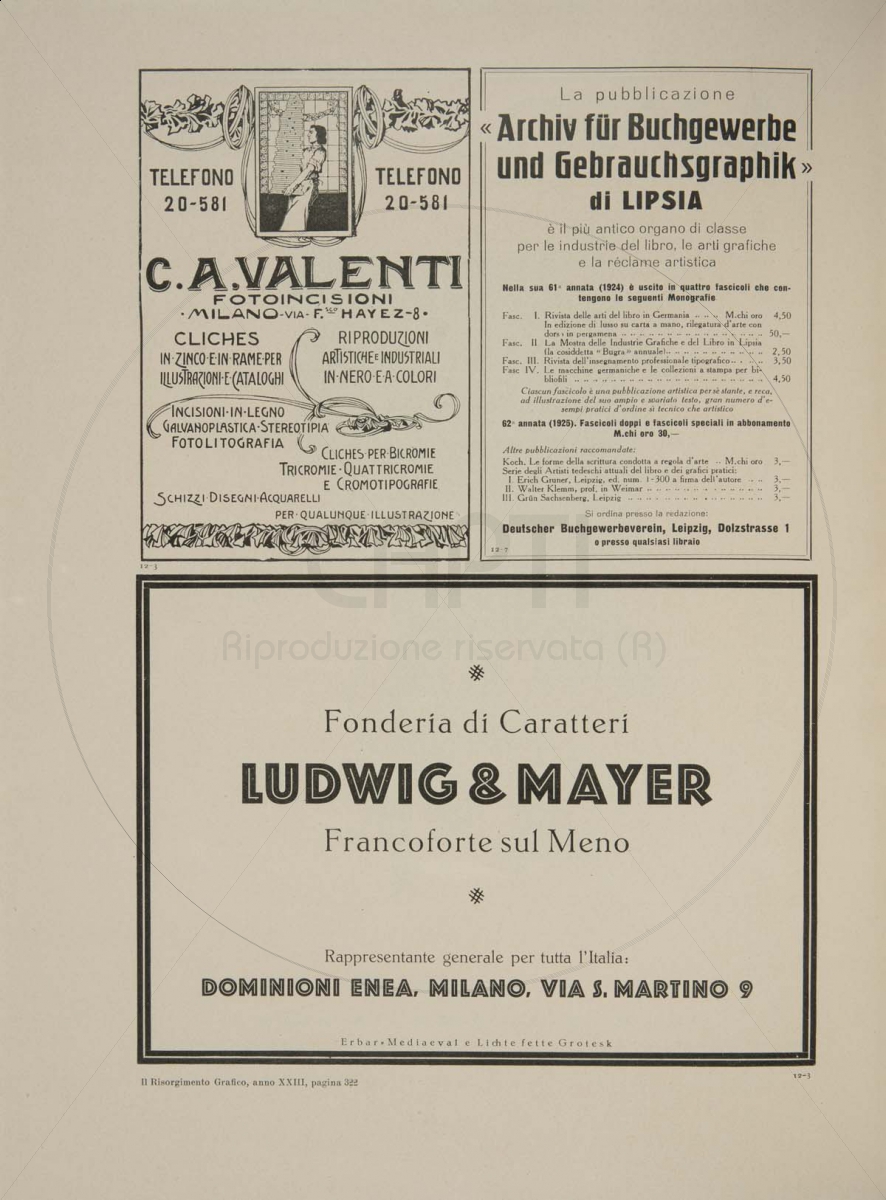 TELEFONO
20-581
TELEFONO
20-581
C. A. VALENTI
FOTOINCISIONI
·MILANO-VIA-F.sco HAYEZ-8·
CLICHES
IN·ZINCO·E·IN·RAME·PER
ILLUSTRAZIONI·E·CATALOGHI
RIPRODUZIONI
ARTISTICHE E INDUSTRIALI
IN·NERO·E·A·COLORI
INCISIONI·IN·LEGNO
GALVANOPLASTICA·STEREOTIPIA
FOTOLITOGRAFIA
CLICHES·PER·BICROMIE
TRICROMIE·QUATTRICROMIE
E CROMOTIPOGRAFIE
SCHIZZI·DISEGNI·ACQUARELLI
PER·QUALUNQUE·ILLUSTRAZIONE
12-3
La pubblicazione
« Archiv für Buchgewerbe
und Gebrauchsgraphik »
di LIPSIA
è il più antico organo di classe
per le industrie del libro, le arti grafiche
e la réclame artistica
Nella sua 61ª annata (1924) è uscito in quattro fascicoli che con-
tengono le seguenti Monografie
Fasc. I. Rivista delle arti del libro in Germania .. .. M.chi oro 4,50
In edizione di lusso su carta a mano, rilegatura d'arte con
dorsi in pergamena 50,—
Fasc. II La Mostra delle Industrie Grafiche e del Libro in Lipsia
(la cosiddetta "Bugra" annuale) 2,50
Fasc. III. Rivista dell'insegnamento professionale tipografico 3,50
Fasc IV. Le macchine germaniche e le collezioni a stampa per bi-
bliofili 4,50
Ciascun fascicolo è una pubblicazione artistica per sè stante, e reca,
ad illustrazione del suo ampio e svariato testo, gran numero d'e-
sempi pratici d'ordine sì tecnico che artistico
62ª annata (1925). Fascicoli doppi e fascicoli speciali in abbonamento
M.chi oro 30,—
Altre pubblicazioni raccomandate:
Koch. Le forme della scrittura condotta a regola d'arte .. M.chi oro 3,—
Serie degli Artisti tedeschi attuali del libro e dei grafici pratici:
I. Erich Gruner, Leipzig, ed. num. 1-300 a firma dell'autore 3,—
II. Walter Klemm, prof. in Weimar 3,—
III. Grün Sachsenberg, Leipzig 3,—
Si ordina presso la redazione:
Deutscher Buchgewerbeverein, Leipzig, Dolzstrasse 1
o presso qualsiasi libraio
12-7
Riproduzione riservata (R)
Fonderia di Caratteri
LUDWIG & MAYER
Francoforte sul Meno
Rappresentante generale per tutta l'Italia:
DOMINIONI ENEA, MILANO, VIA S. MARTINO 9
Erbar-Mediaeval e Lichte fette Grotesk
Il Risorgimento Grafico, anno XXIII, pagina 322
12-3